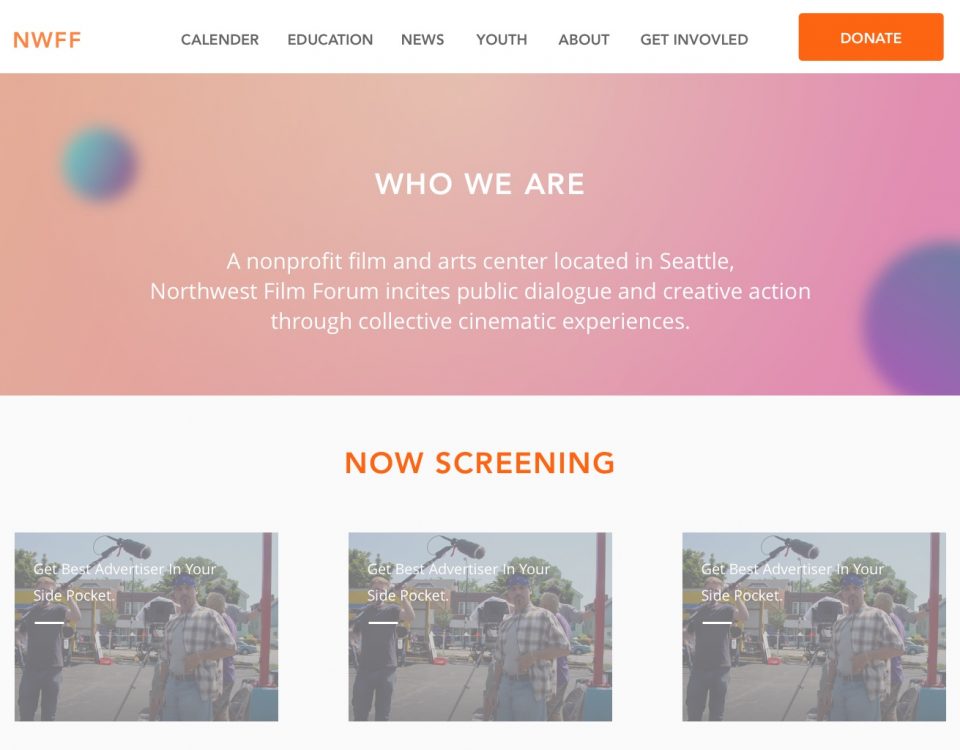 NWFF CALENDER EDUCATION NEWS YOUTH ABOUT GET INVOVLED DONATE
WHO WE ARE
A nonprofit film and arts center located in Seattle,
Northwest Film Forum incites public dialogue and creative action
through collective cinematic experiences.
NOW SCREENING
Get Best Advertiser In Your
Side Pocket.
Get Best Advertiser In Your
Side Pocket.
Get Best Advertiser In Your
Side Pocket.